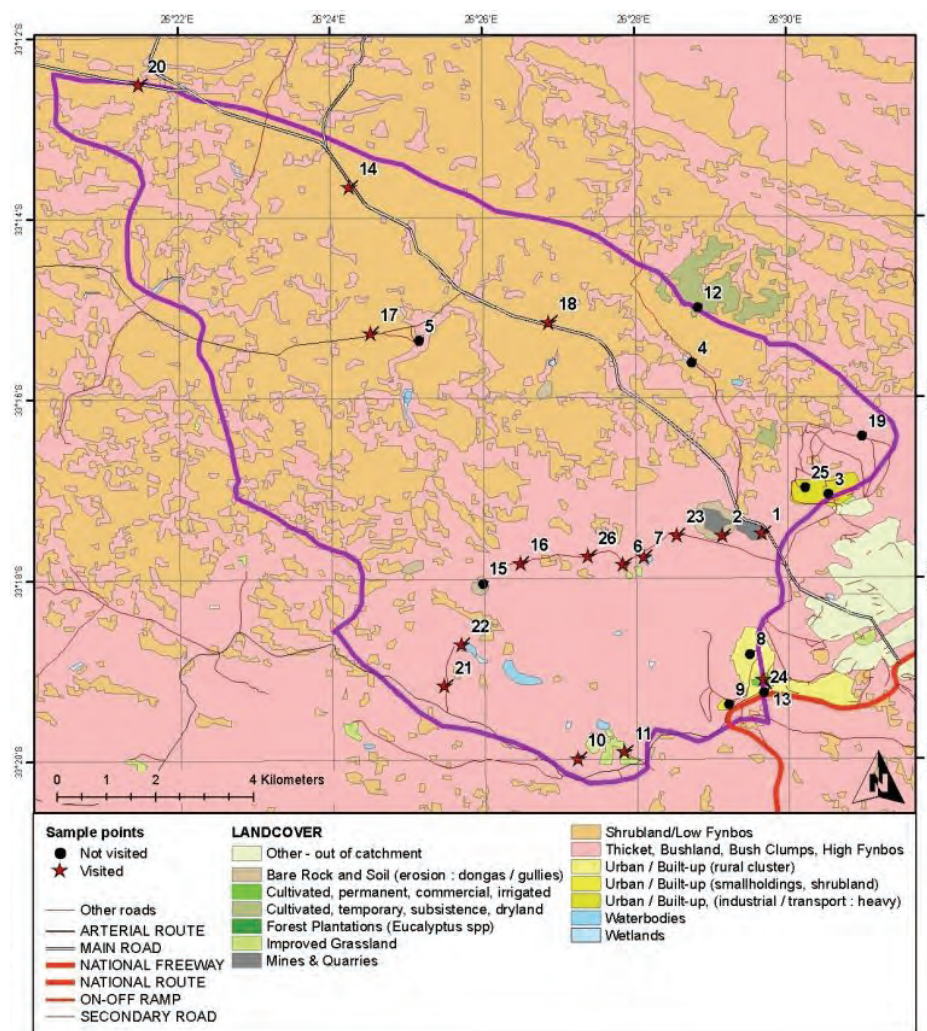 26°22'E
26°24'E
26°26'E
26°28'E
26°30'E
33°12'S
33°14'S
33°16'S
33°18'S
33°20'S
20
14
12
18
17
5
4
19
25
3
23
2
1
16
26
6
7
15
22
8
21
24
9
13
10
11
0 1 2 4 Kilometers
N
Sample points
Not visited
Visited
Other roads
ARTERIAL ROUTE
MAIN ROAD
NATIONAL FREEWAY
NATIONAL ROUTE
ON-OFF RAMP
SECONDARY ROAD
LANDCOVER
Other - out of catchment
Bare Rock and Soil (erosion : dongas / gullies)
Cultivated, permanent, commercial, irrigated
Cultivated, temporary, subsistence, dryland
Forest Plantations (Eucalyptus spp)
Improved Grassland
Mines & Quarries
Shrubland/Low Fynbos
Thicket, Bushland, Bush Clumps, High Fynbos
Urban / Built-up (rural cluster)
Urban / Built-up (smallholdings, shrubland)
Urban / Built-up, (industrial / transport : heavy)
Waterbodies
Wetlands